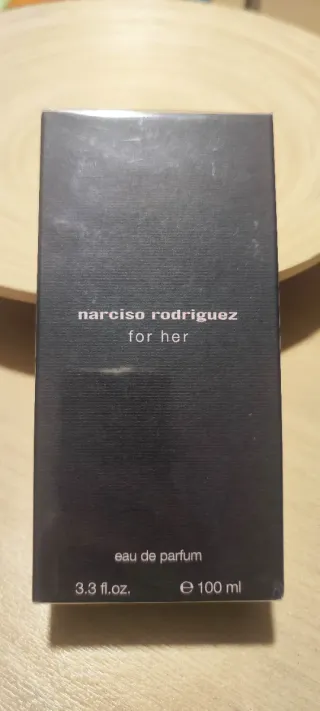 narciso rodriguez
for her
eau de parfum
3.3 fl.oz. ℮ 100 ml